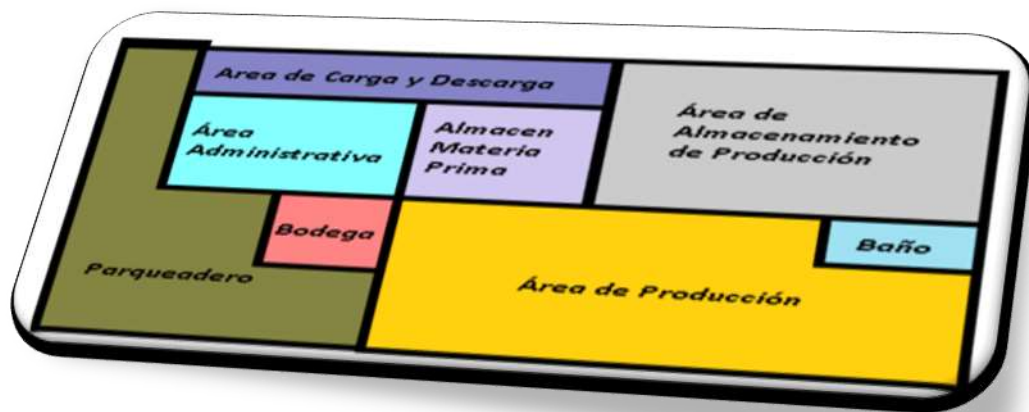 Area de Carga y Descarga
Área de
Almacenamiento
de Producción
Área
Administrativa
Almacen
Materia
Prima
Bodega
Baño
Parqueadero
Área de Producción